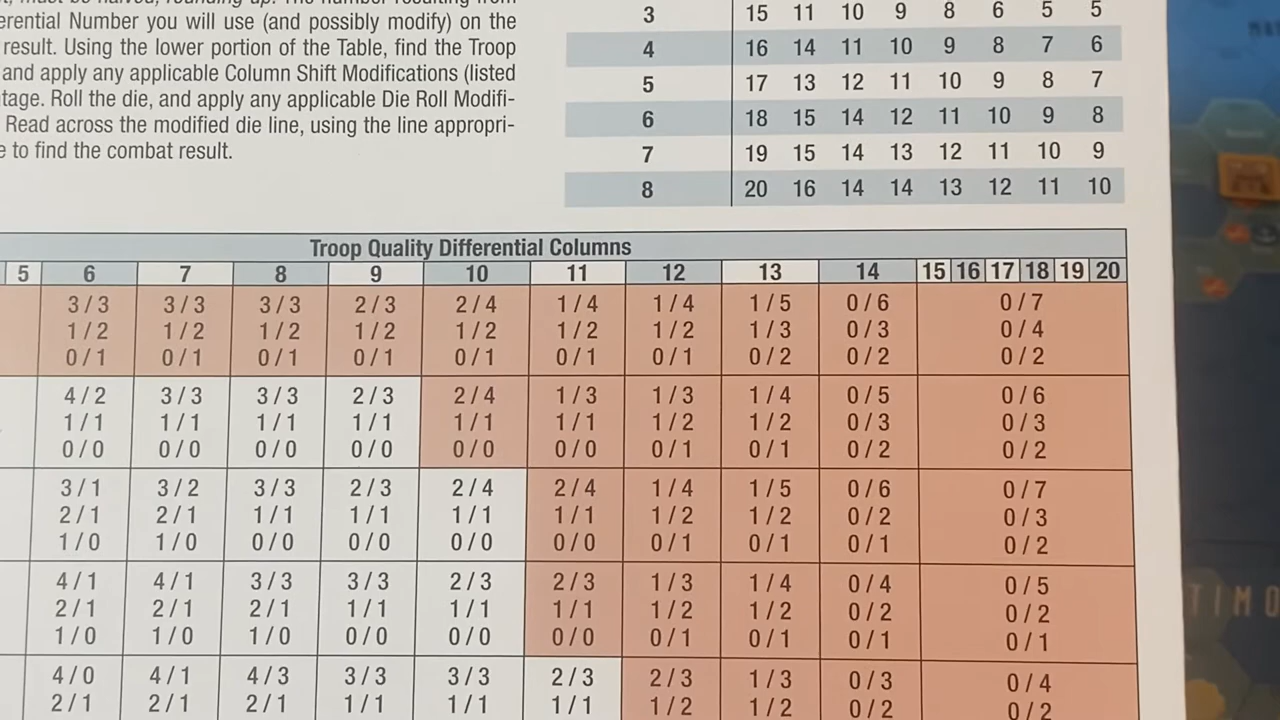 erential Number you will use (and possibly modify) on the
result. Using the lower portion of the Table, find the Troop
and apply any applicable Column Shift Modifications (listed
tage. Roll the die, and apply any applicable Die Roll Modifi-
Read across the modified die line, using the line appropri-
e to find the combat result.
3 15 11 10 9 8 6 5 5
4 16 14 11 10 9 8 7 6
5 17 13 12 11 10 9 8 7
6 18 15 14 12 11 10 9 8
7 19 15 14 13 12 11 10 9
8 20 16 14 14 13 12 11 10
Troop Quality Differential Columns
5 6 7 8 9 10 11 12 13 14 15 16 17 18 19 20
3/3 3/3 3/3 2/3 2/4 1/4 1/4 1/5 0/6 0/7
1/2 1/2 1/2 1/2 1/2 1/2 1/2 1/3 0/3 0/4
0/1 0/1 0/1 0/1 0/1 0/1 0/1 0/2 0/2 0/2
4/2 3/3 3/3 2/3 2/4 1/3 1/3 1/4 0/5 0/6
1/1 1/1 1/1 1/1 1/1 1/1 1/2 1/2 0/3 0/3
0/0 0/0 0/0 0/0 0/0 0/0 0/1 0/1 0/2 0/2
3/1 3/2 3/3 2/3 2/4 2/4 1/4 1/5 0/6 0/7
2/1 2/1 1/1 1/1 1/1 1/1 1/2 1/2 0/2 0/3
1/0 1/0 0/0 0/0 0/0 0/0 0/1 0/1 0/1 0/2
4/1 4/1 3/3 3/3 2/3 2/3 1/3 1/4 0/4 0/5
2/1 2/1 2/1 1/1 1/1 1/1 1/2 1/2 0/2 0/2
1/0 1/0 1/0 0/0 0/0 0/0 0/1 0/1 0/1 0/1
4/0 4/1 4/3 3/3 3/3 2/3 2/3 1/3 0/3 0/4
2/1 2/1 2/1 1/1 1/1 1/1 1/2 1/2 0/2 0/2
TIMO